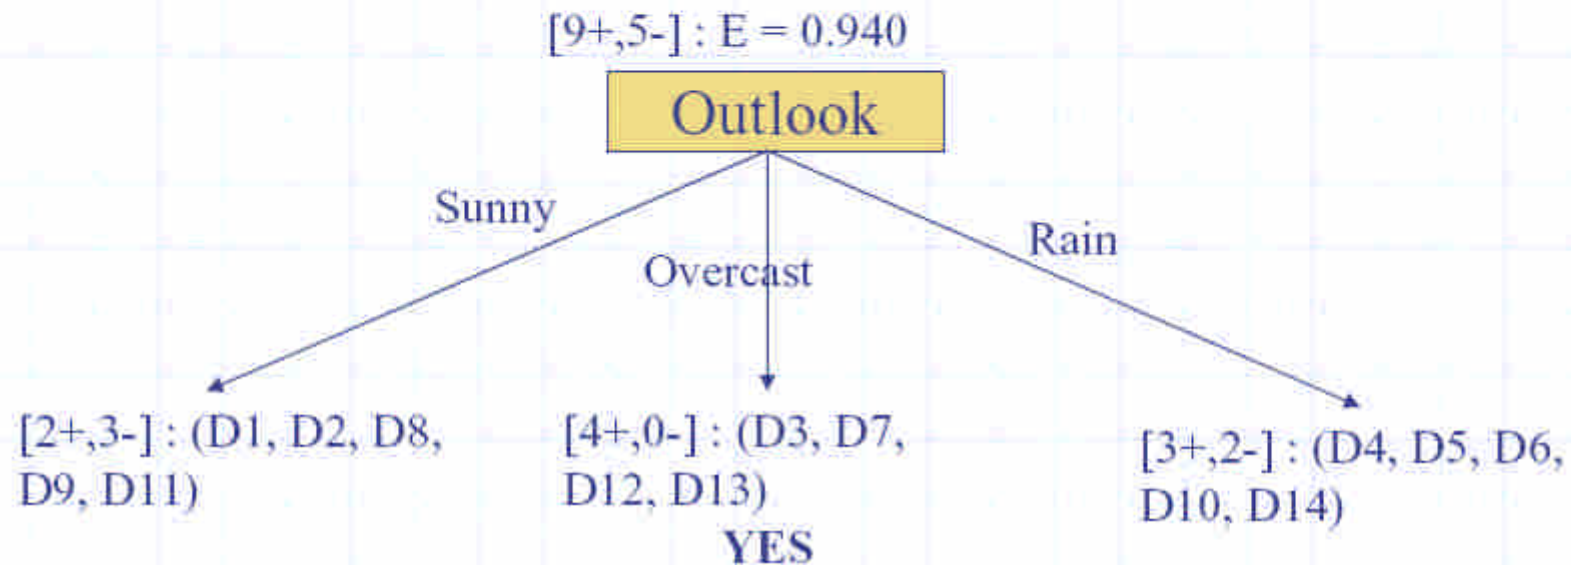 [9+,5-] : E = 0.940
Outlook
Sunny
Overcast
Rain
[2+,3-] : (D1, D2, D8,
D9, D11)
[4+,0-] : (D3, D7,
D12, D13)
YES
[3+,2-] : (D4, D5, D6,
D10, D14)